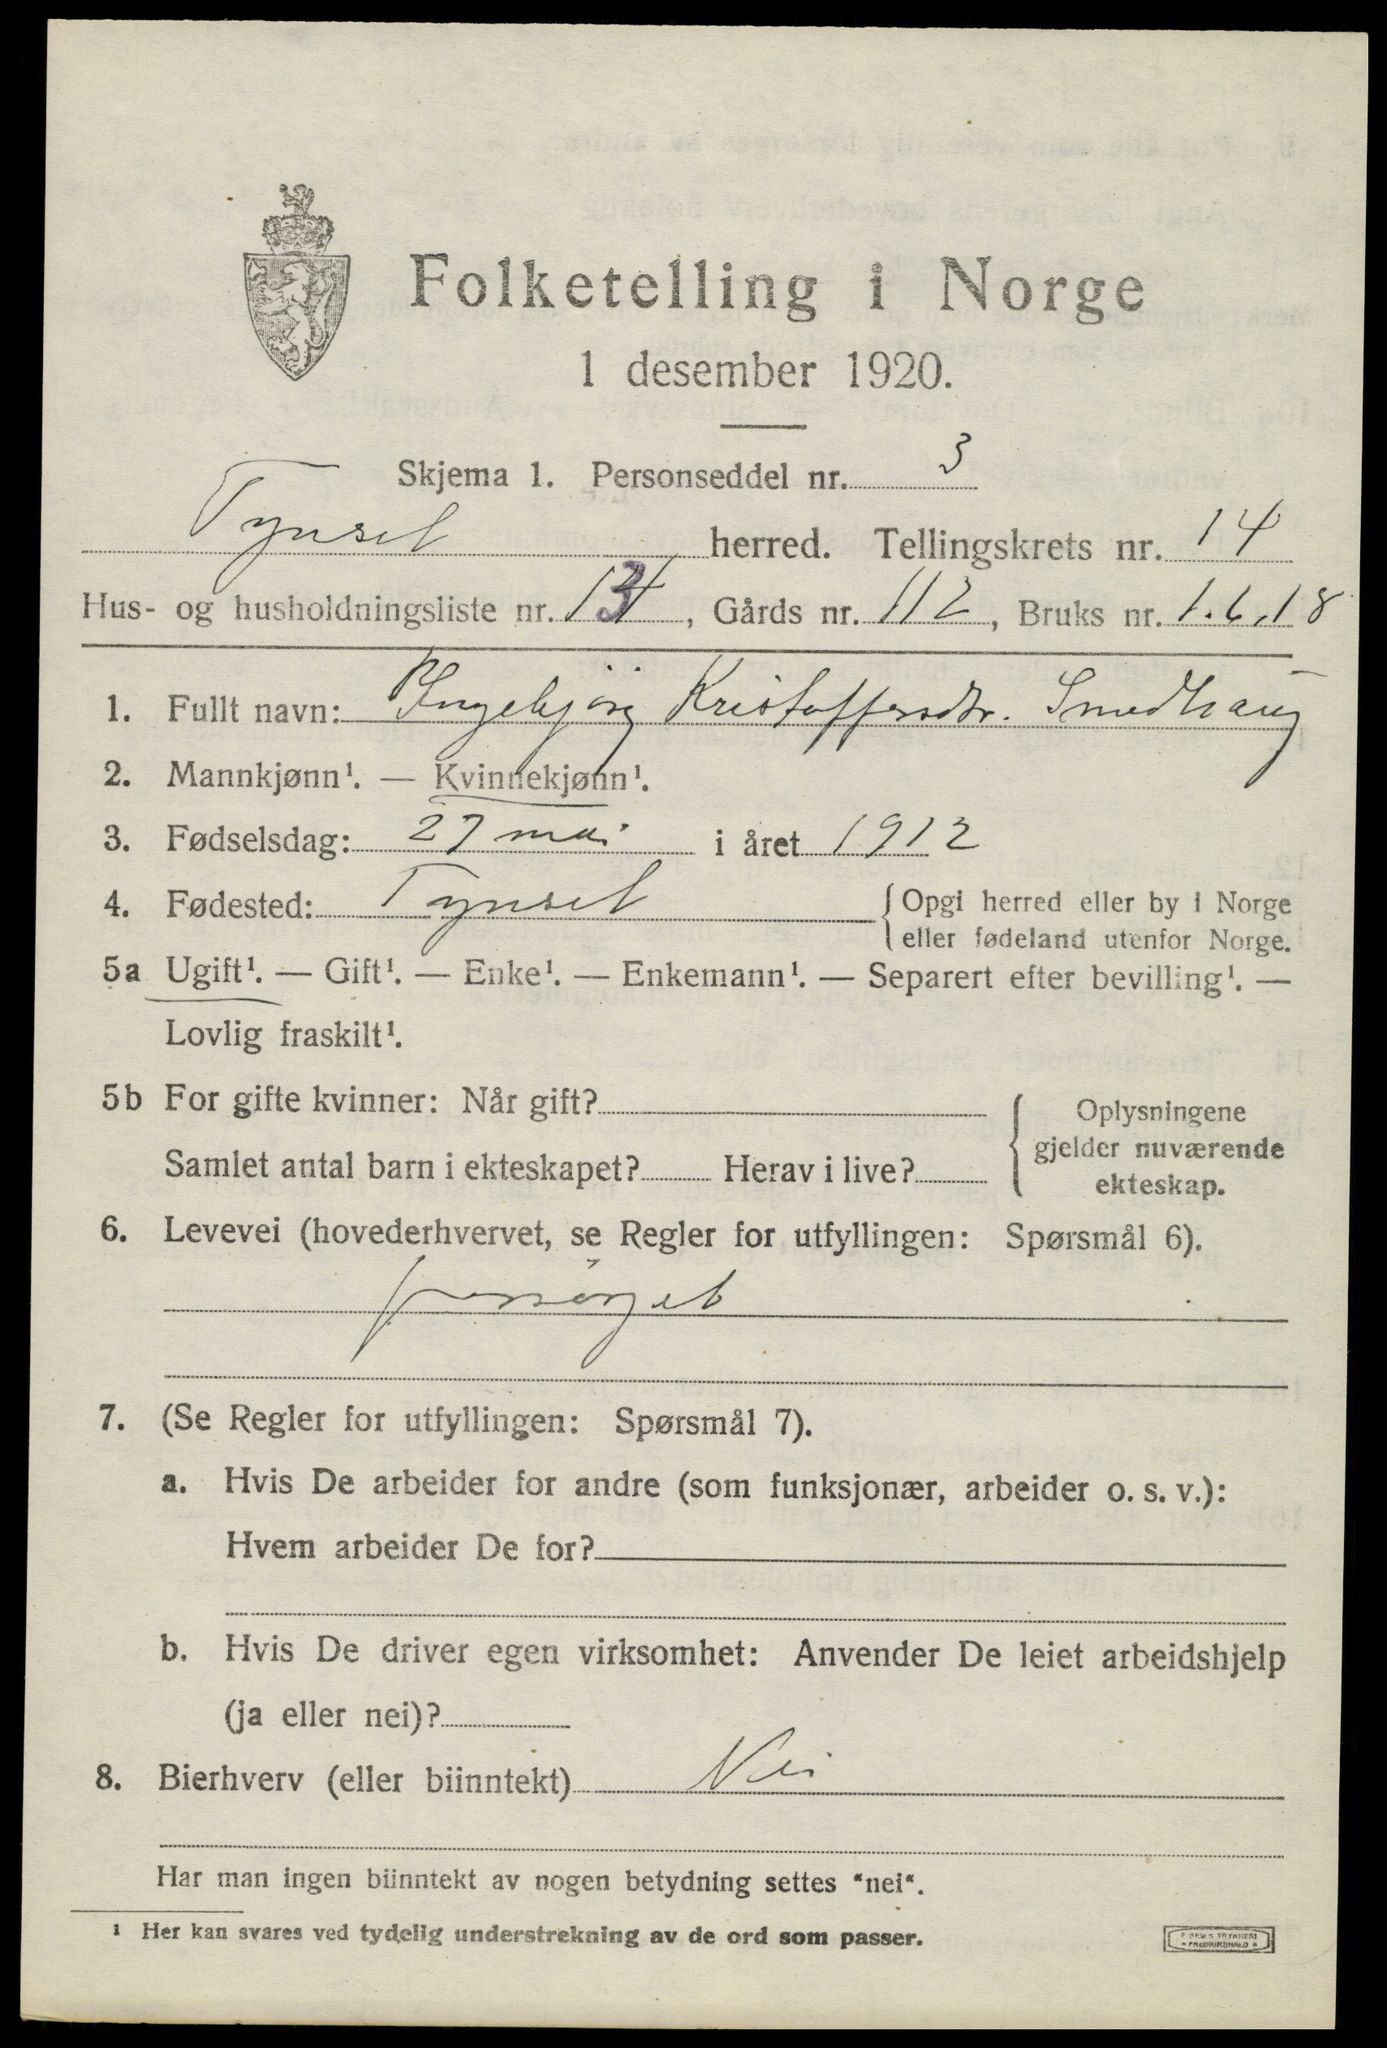 Folketelling i Norge
1 desember 1920.
Skjema 1. Personseddel nr. 3
Tynset herred. Tellingskrets nr. 14
Hus- og husholdningsliste nr. 13, Gårds nr. 112, Bruks nr. 1.6.18
1. Fullt navn: Ingebjørg Kristoffersdtr. Smedhaug
2. Mannkjønn¹. — Kvinnekjønn¹.
3. Fødselsdag: 27 mai i året 1912
4. Fødested: Tynset {Opgi herred eller by i Norge
eller fødeland utenfor Norge.
5a Ugift¹. — Gift¹. — Enke¹. — Enkemann¹. — Separert efter bevilling¹. —
Lovlig fraskilt¹.
5b For gifte kvinner: Når gift?
Samlet antal barn i ekteskapet? Herav i live?
{Oplysningene
gjelder nuværende
ekteskap.
6. Levevei (hovederhvervet, se Regler for utfyllingen: Spørsmål 6).
forsørget
7. (Se Regler for utfyllingen: Spørsmål 7).
a. Hvis De arbeider for andre (som funksjonær, arbeider o. s. v.):
Hvem arbeider De for?
b. Hvis De driver egen virksomhet: Anvender De leiet arbeidshjelp
(ja eller nei)?
8. Bierhverv (eller biinntekt) Nei
Har man ingen biinntekt av nogen betydning settes "nei".
¹ Her kan svares ved tydelig understrekning av de ord som passer.